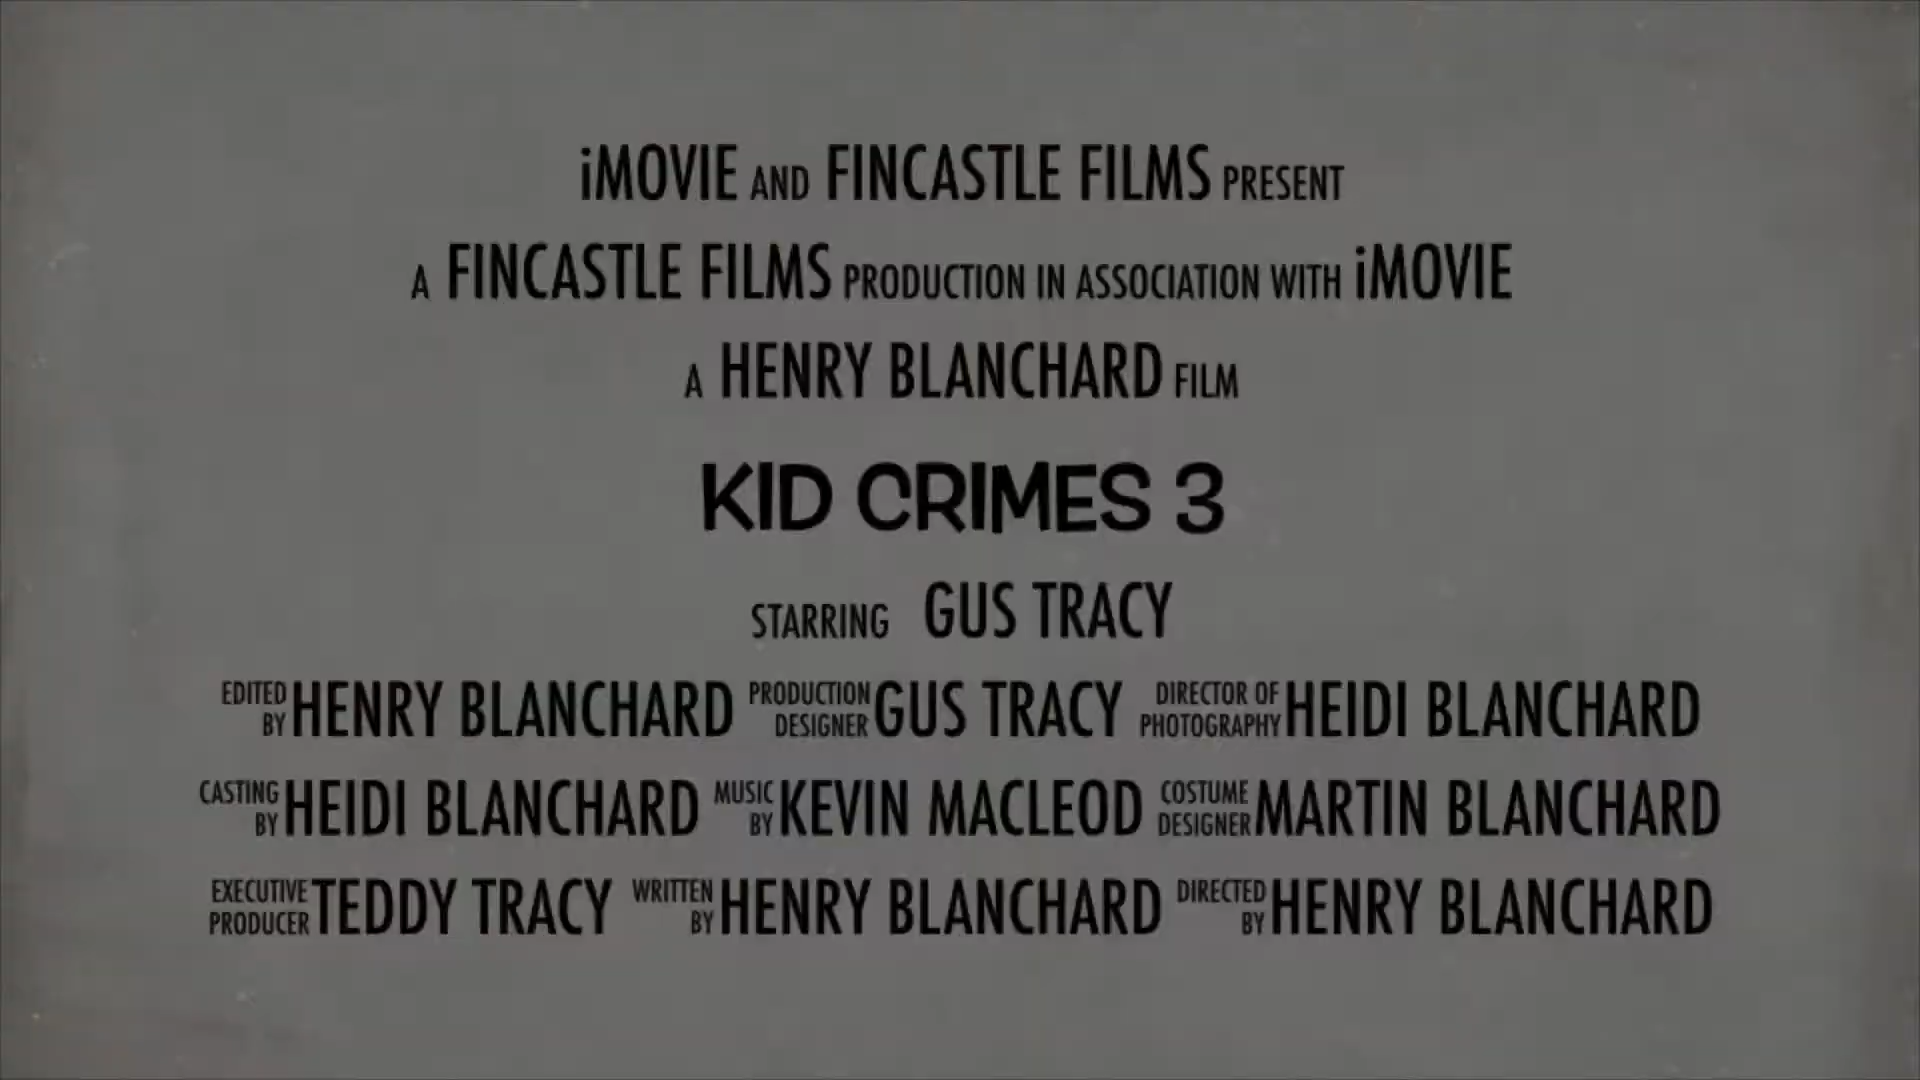 iMOVIE AND FINCASTLE FILMS PRESENT
A FINCASTLE FILMS PRODUCTION IN ASSOCIATION WITH iMOVIE
A HENRY BLANCHARD FILM
KID CRIMES 3
STARRING GUS TRACY
EDITED BY HENRY BLANCHARD PRODUCTION DESIGNER GUS TRACY DIRECTOR OF PHOTOGRAPHY HEIDI BLANCHARD
CASTING BY HEIDI BLANCHARD MUSIC BY KEVIN MACLEOD COSTUME DESIGNER MARTIN BLANCHARD
EXECUTIVE PRODUCER TEDDY TRACY WRITTEN BY HENRY BLANCHARD DIRECTED BY HENRY BLANCHARD